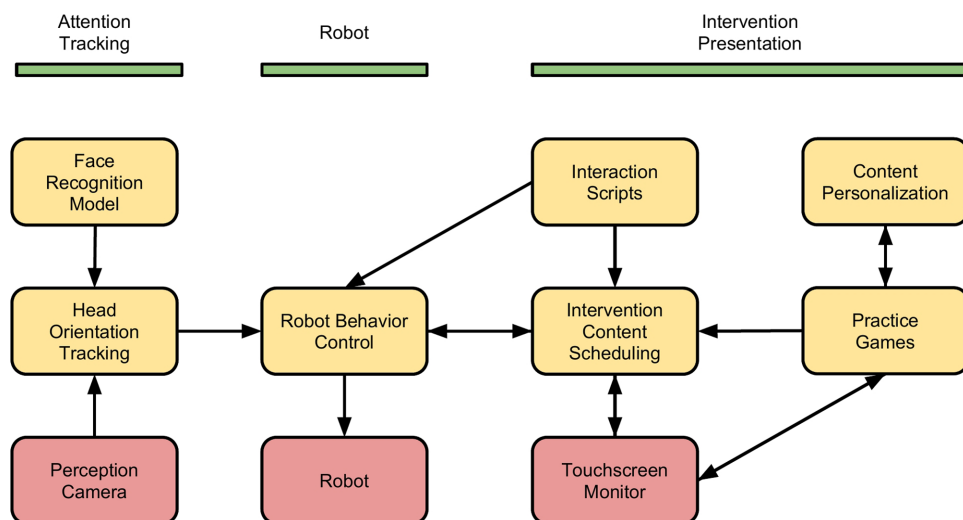 Attention
Tracking
Robot
Intervention
Presentation
Face
Recognition
Model
Interaction
Scripts
Content
Personalization
Head
Orientation
Tracking
Robot Behavior
Control
Intervention
Content
Scheduling
Practice
Games
Perception
Camera
Robot
Touchscreen
Monitor